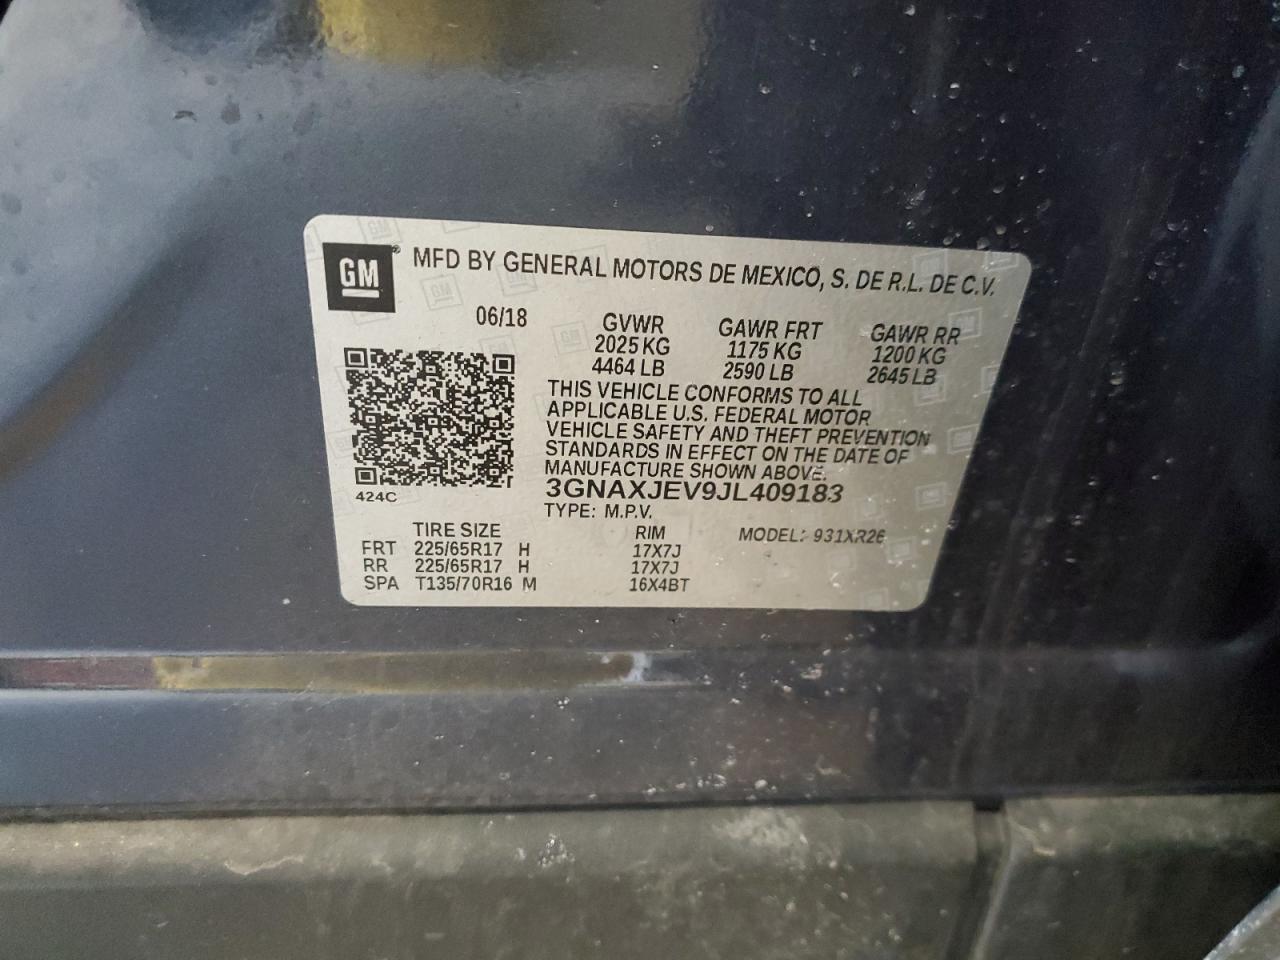 GM® MFD BY GENERAL MOTORS DE MEXICO, S. DE R.L. DE C.V.
06/18 GVWR GAWR FRT GAWR RR
2025 KG 1175 KG 1200 KG
4464 LB 2590 LB 2645 LB
THIS VEHICLE CONFORMS TO ALL
APPLICABLE U.S. FEDERAL MOTOR
VEHICLE SAFETY AND THEFT PREVENTION
STANDARDS IN EFFECT ON THE DATE OF
MANUFACTURE SHOWN ABOVE.
424C 3GNAXJEV9JL409183
TYPE: M.P.V.
TIRE SIZE RIM MODEL: 931XR26
FRT 225/65R17 H 17X7J
RR 225/65R17 H 17X7J
SPA T135/70R16 M 16X4BT